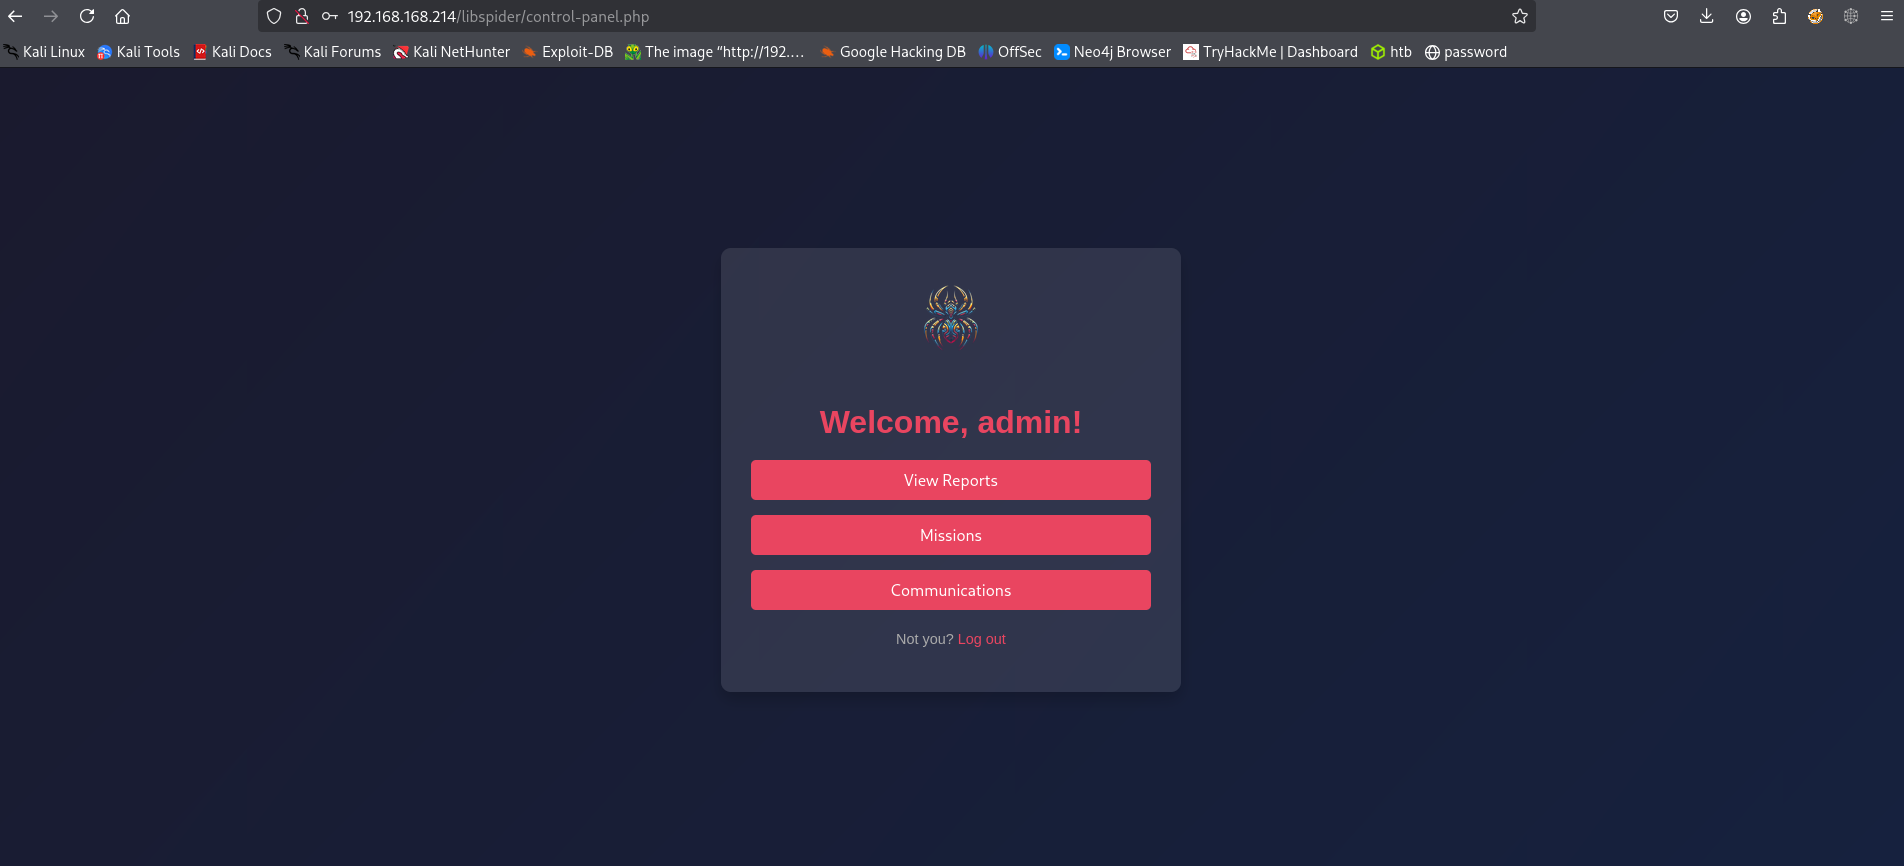 192.168.168.214/libspider/control-panel.php
Kali Linux Kali Tools Kali Docs Kali Forums Kali NetHunter Exploit-DB The image “http://192.... Google Hacking DB OffSec Neo4j Browser TryHackMe | Dashboard htb password
Welcome, admin!
View Reports
Missions
Communications
Not you? Log out